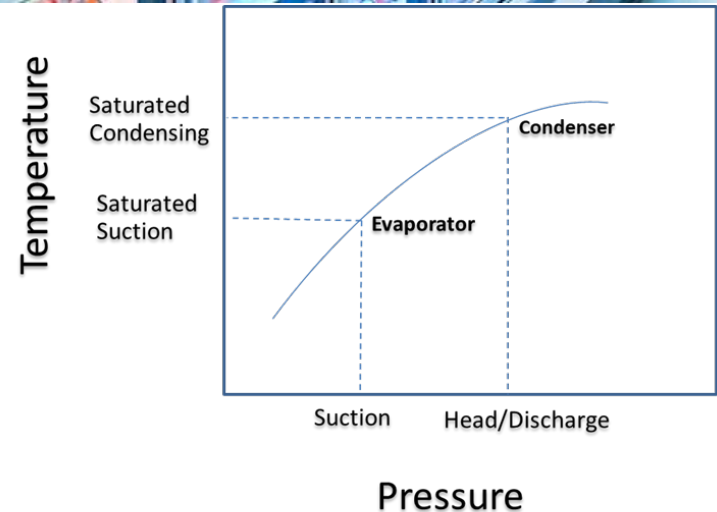 Temperature
Saturated
Condensing
Condenser
Saturated
Suction
Evaporator
Suction
Head/Discharge
Pressure